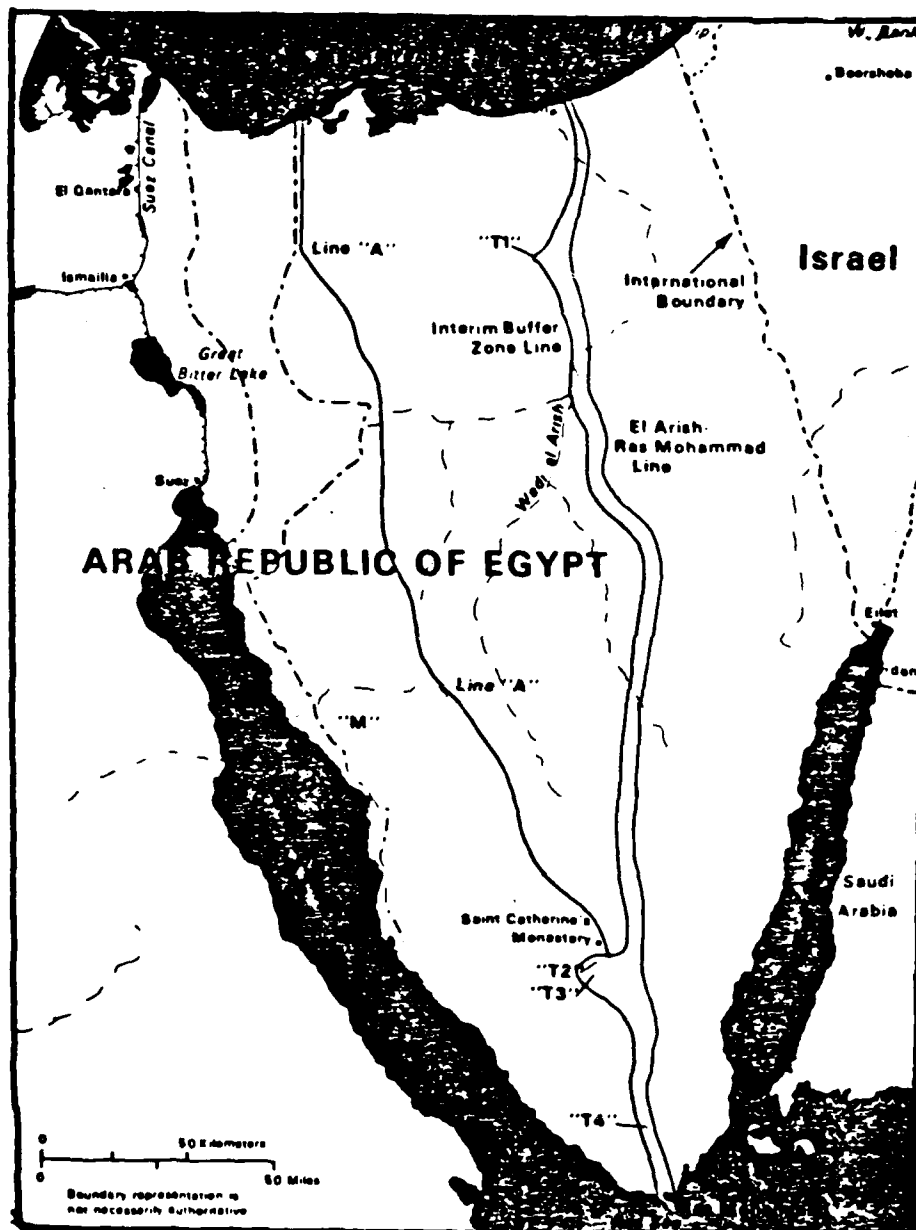 W. Bank
Beersheba
Suez Canal
El Qantara
Line "A"
"T1"
Israel
Ismailia
International
Boundary
Interim Buffer
Zone Line
Great
Bitter Lake
El Arish-
Ras Mohammad
Line
Wadi el Arish
Suez
ARAB REPUBLIC OF EGYPT
Eilat
Line "A"
"M"
Saudi
Arabia
Saint Catherine's
Monastery
"T2"
"T3"
"T4"
0 50 Kilometers
0 50 Miles
Boundary representation is
not necessarily authoritative